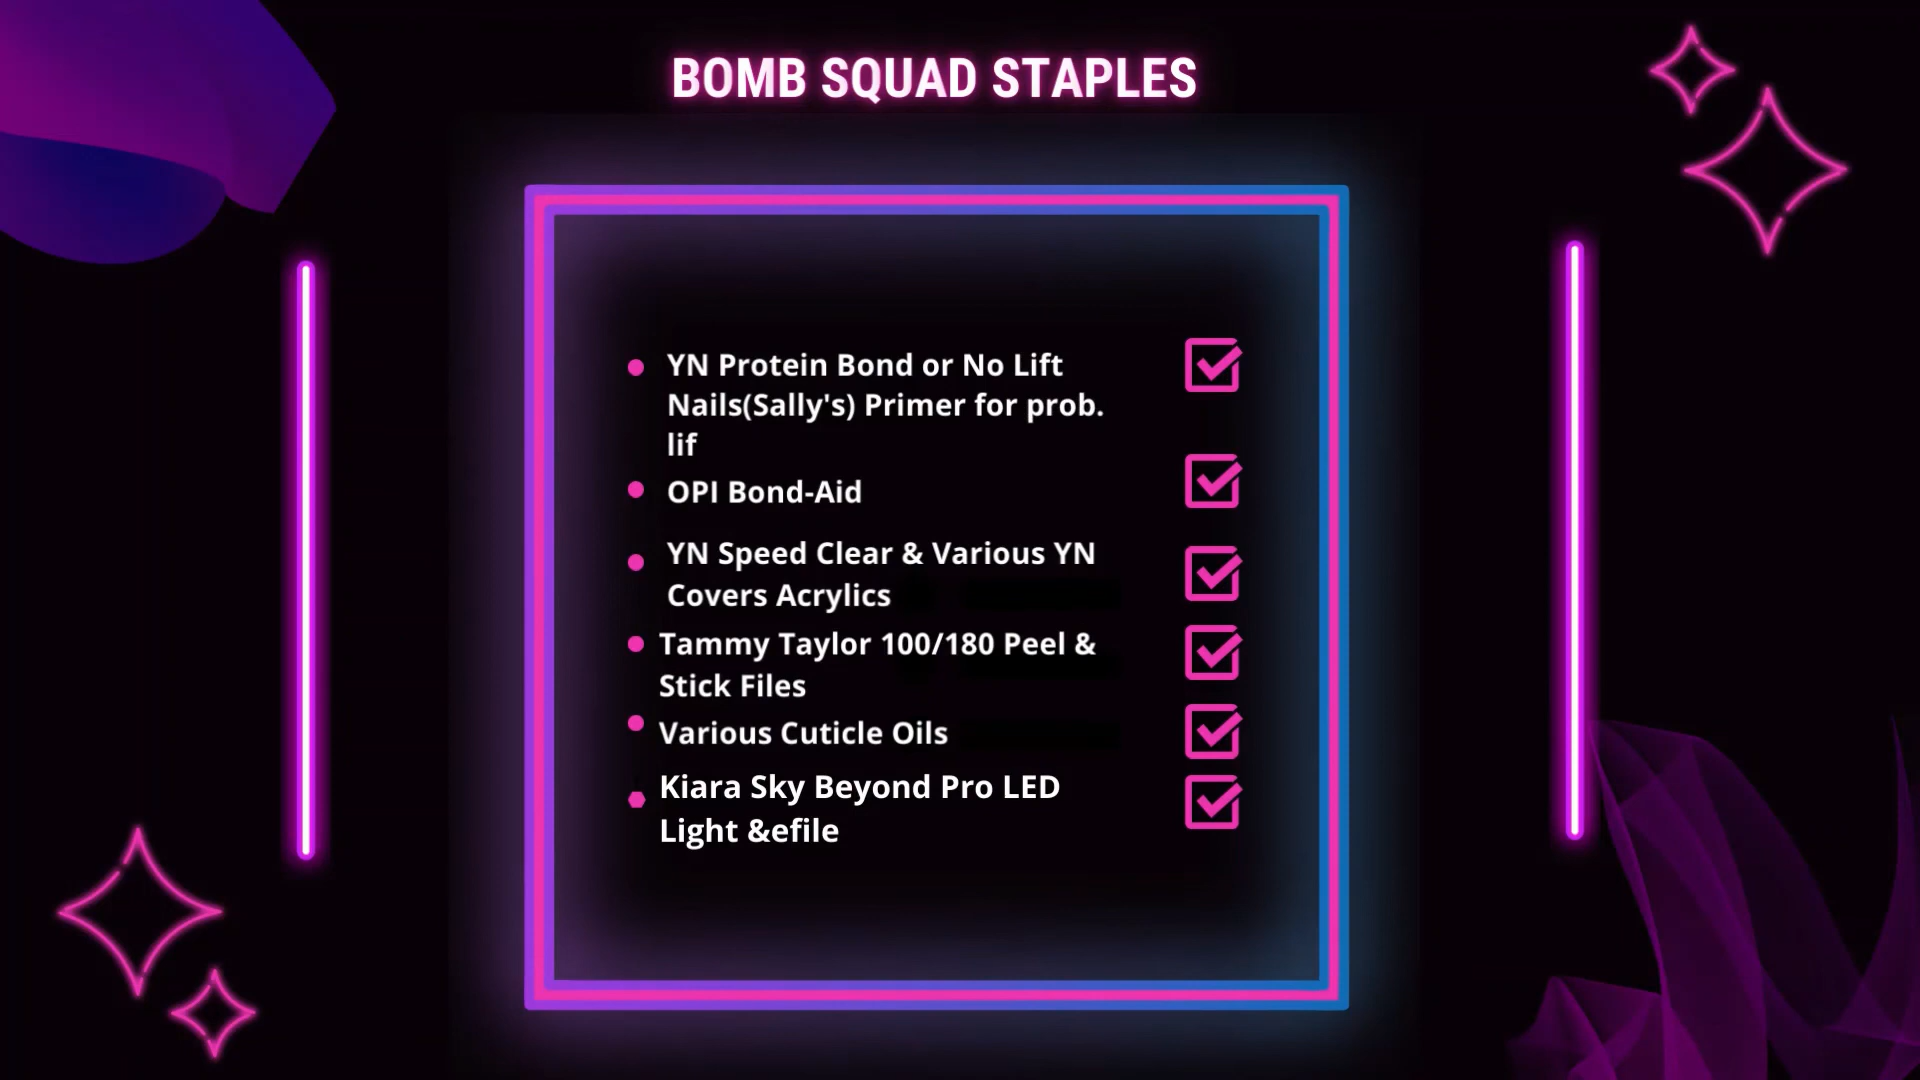 BOMB SQUAD STAPLES
YN Protein Bond or No Lift
Nails(Sally's) Primer for prob.
lif
OPI Bond-Aid
YN Speed Clear & Various YN
Covers Acrylics
Tammy Taylor 100/180 Peel &
Stick Files
Various Cuticle Oils
Kiara Sky Beyond Pro LED
Light &efile